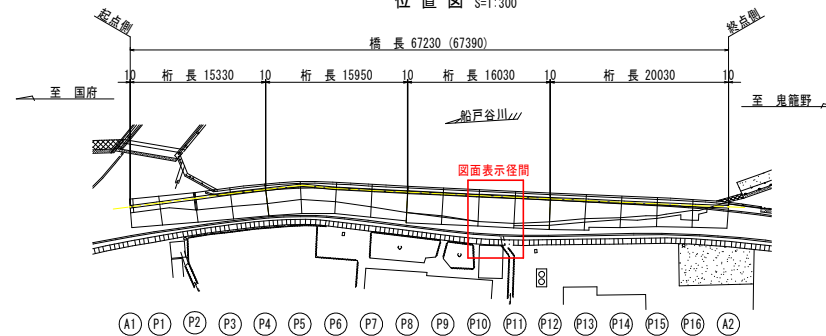 位 置 図 S=1:300
起点側
終点側
橋 長 67230 (67390)
10 桁 長 15330 10 桁 長 15950 10 桁 長 16030 10 桁 長 20030 10
至 国府
船戸谷川
至 鬼籠野
図面表示径間
A1 P1 P2 P3 P4 P5 P6 P7 P8 P9 P10 P11 P12 P13 P14 P15 P16 A2